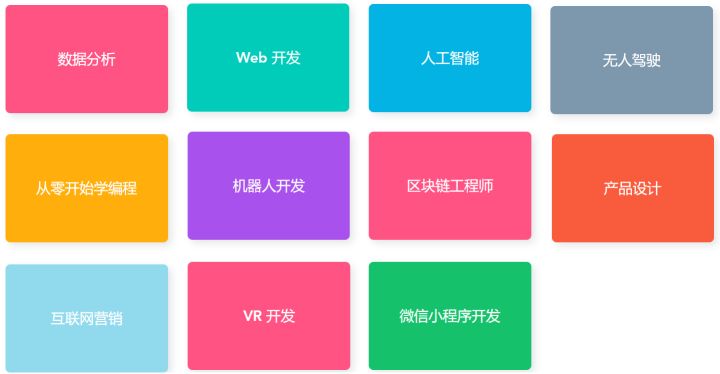 数据分析
Web 开发
人工智能
无人驾驶
从零开始学编程
机器人开发
区块链工程师
产品设计
互联网营销
VR 开发
微信小程序开发